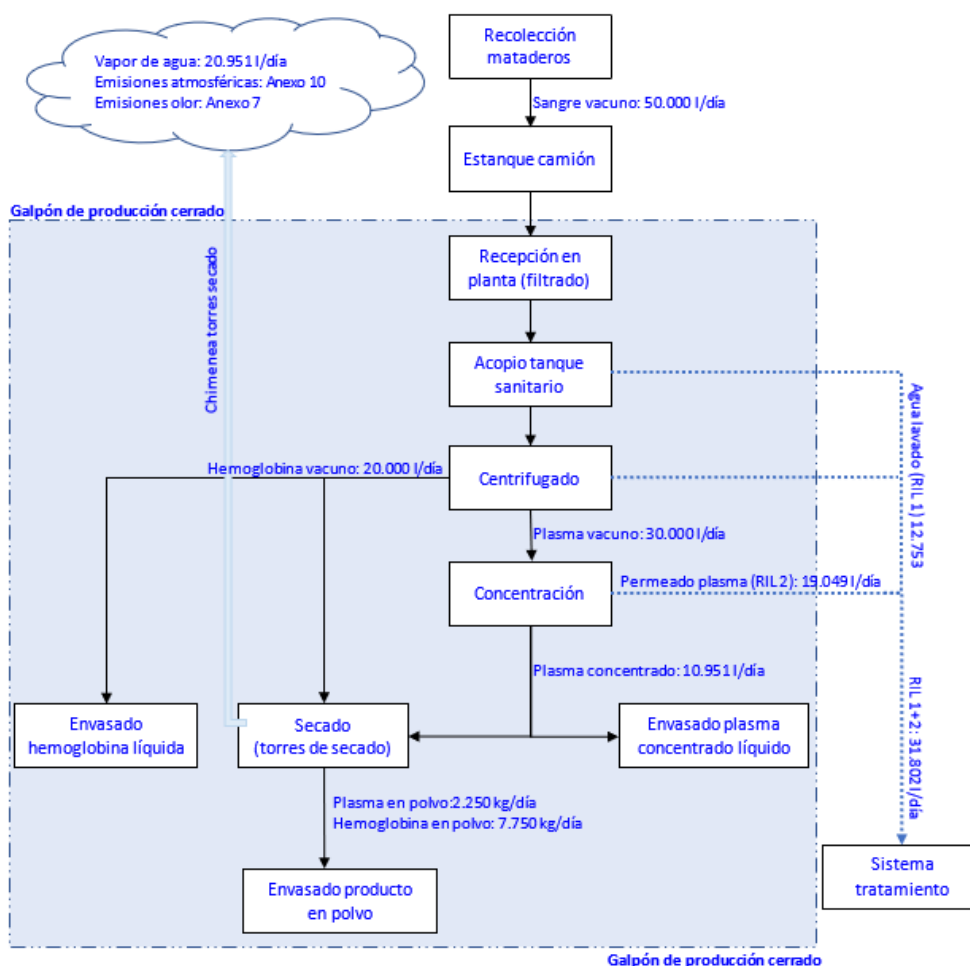 Recolección
mataderos
Vapor de agua: 20.951 l/día
Emisiones atmosféricas: Anexo 10
Emisiones olor: Anexo 7
Sangre vacuno: 50.000 l/día
Estanque camión
Galpón de producción cerrado
Recepción en
planta (filtrado)
Chimenea torres secado
Acopio tanque
sanitario
Agua lavado (RIL 1) 12.753
Hemoglobina vacuno: 20.000 l/día
Centrifugado
Plasma vacuno: 30.000 l/día
Concentración
Permeado plasma (RIL 2): 19.049 l/día
Plasma concentrado: 10.951 l/día
RIL 1+2: 31.802 l/día
Envasado
hemoglobina líquida
Secado
(torres de secado)
Envasado plasma
concentrado líquido
Plasma en polvo:2.250 kg/día
Hemoglobina en polvo: 7.750 kg/día
Sistema
tratamiento
Envasado producto
en polvo
Galpón de producción cerrado